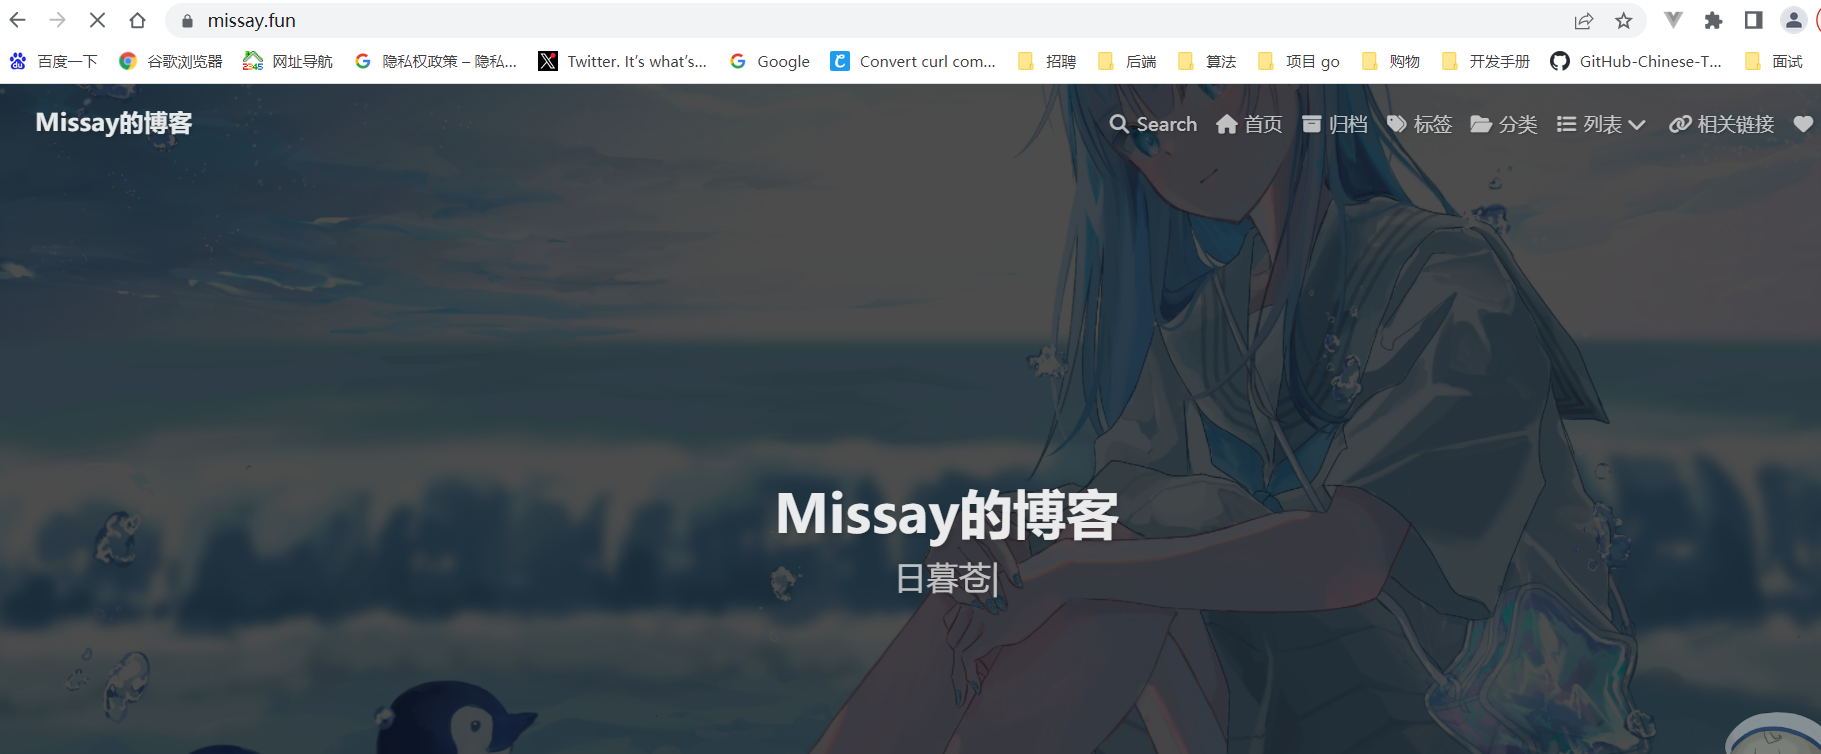 missay.fun
百度一下 谷歌浏览器 网址导航 隐私权政策 – 隐私... Twitter. It's what's... Google Convert curl com... 招聘 后端 算法 项目 go 购物 开发手册 GitHub-Chinese-T... 面试
Missay的博客 Search 首页 归档 标签 分类 列表 相关链接
Missay的博客
日暮苍|